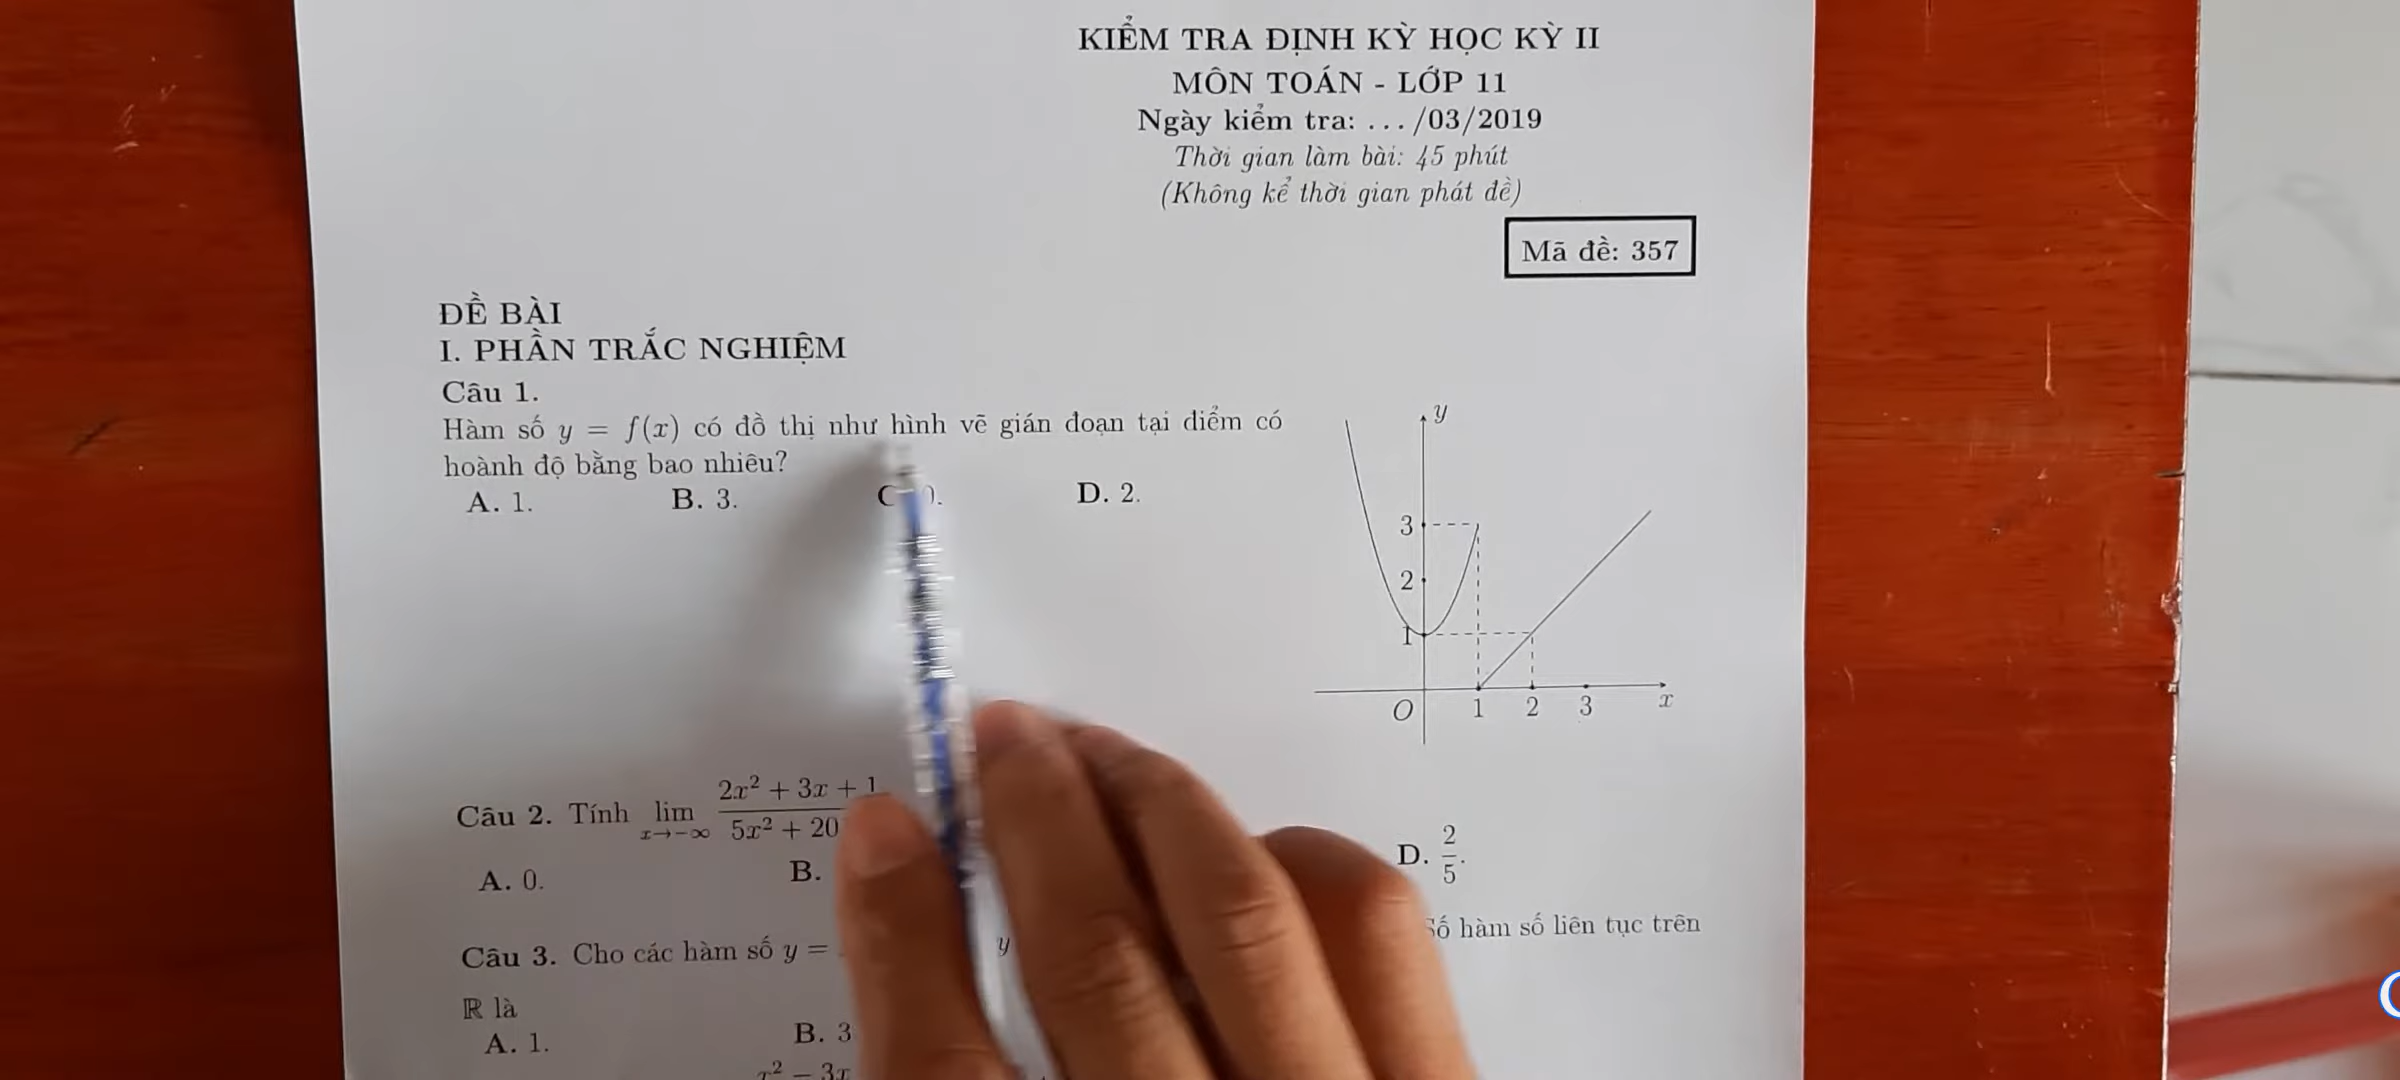 KIỂM TRA ĐỊNH KỲ HỌC KỲ II
MÔN TOÁN - LỚP 11
Ngày kiểm tra: . . . /03/2019
Thời gian làm bài: 45 phút
(Không kể thời gian phát đề)
Mã đề: 357
ĐỀ BÀI
I. PHẦN TRẮC NGHIỆM
Câu 1.
Hàm số y = f(x) có đồ thị như hình vẽ gián đoạn tại điểm có
hoành độ bằng bao nhiêu?
A. 1. B. 3. D. 2.
y
3
2
1
O 1 2 3 x
Câu 2. Tính lim x→−∞ 2x² + 3x + 1 / 5x² + 20
A. 0. B. D. 2/5.
Câu 3. Cho các hàm số y = y Số hàm số liên tục trên
ℝ là
A. 1. B. 3
x² − 3x